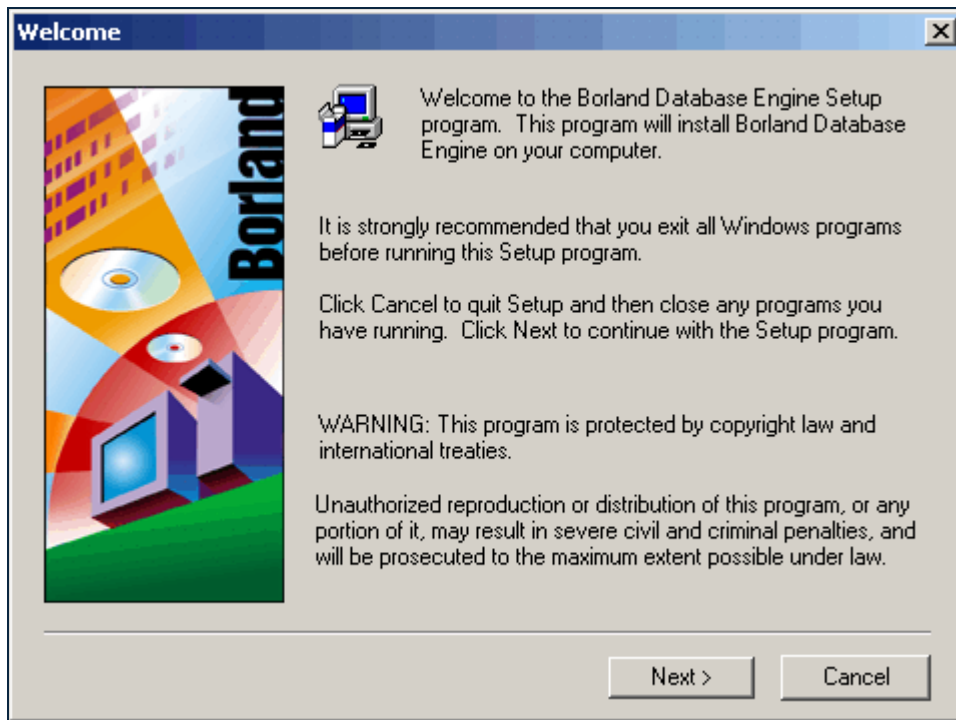 Welcome
Borland
Welcome to the Borland Database Engine Setup
program. This program will install Borland Database
Engine on your computer.
It is strongly recommended that you exit all Windows programs
before running this Setup program.
Click Cancel to quit Setup and then close any programs you
have running. Click Next to continue with the Setup program.
WARNING: This program is protected by copyright law and
international treaties.
Unauthorized reproduction or distribution of this program, or any
portion of it, may result in severe civil and criminal penalties, and
will be prosecuted to the maximum extent possible under law.
Next >
Cancel